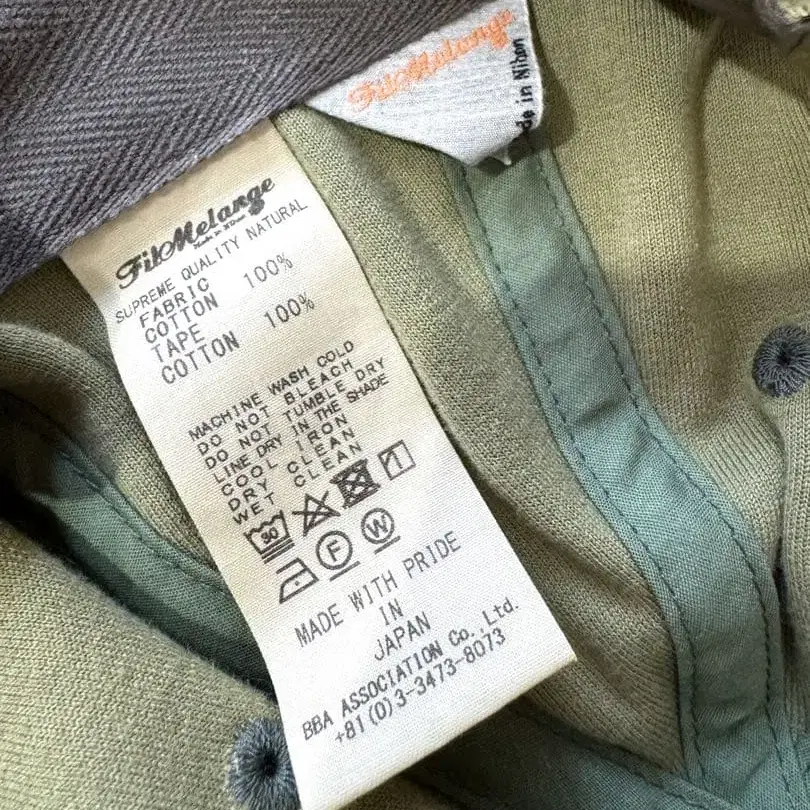 FilMelange
de in Nihon
FilMelange
Made in Nihon
SUPREME QUALITY NATURAL
FABRIC
COTTON 100%
TAPE
COTTON 100%
MACHINE WASH COLD
DO NOT BLEACH
DO NOT TUMBLE DRY
LINE DRY IN THE SHADE
COOL IRON
DRY CLEAN
WET CLEAN
30
F W
MADE WITH PRIDE
IN
JAPAN
BBA ASSOCIATION Co. Ltd.
+81(0)3-3473-8073